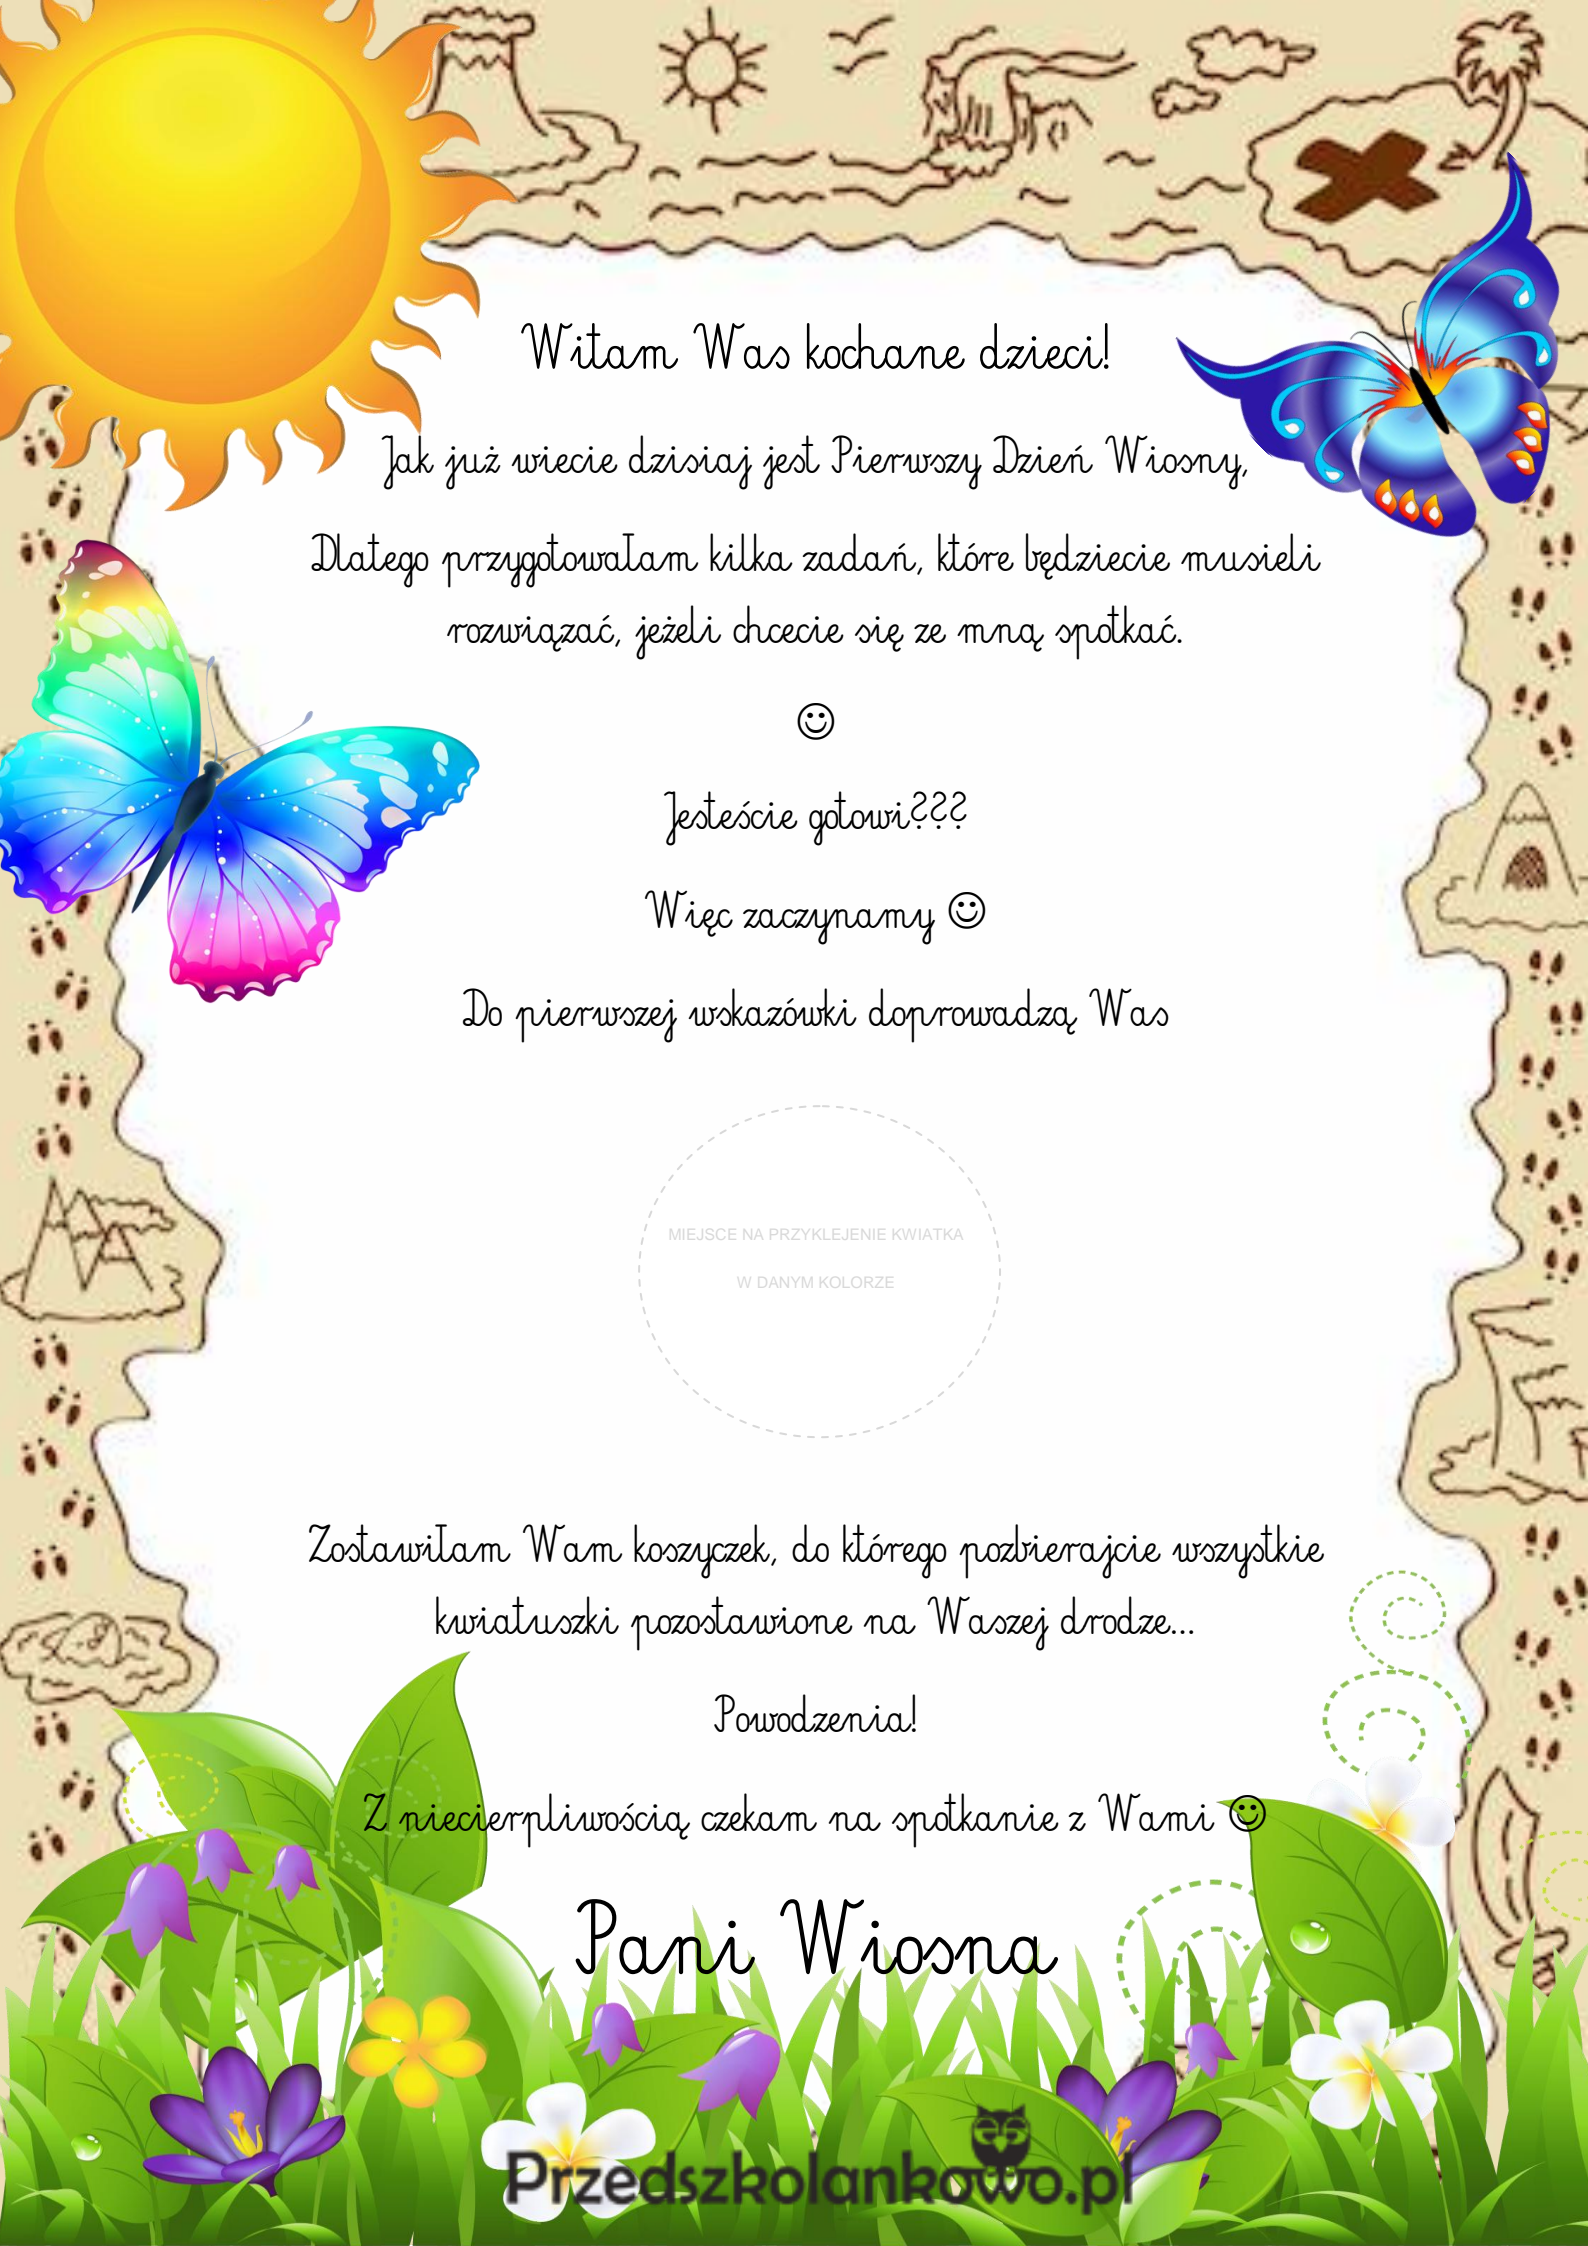 Witam Was kochane dzieci!
Jak już wiecie dzisiaj jest Pierwszy Dzień Wiosny,
Dlatego przygotowałam kilka zadań, które będziecie musieli
rozwiązać, jeżeli chcecie się ze mną spotkać.
☺
Jesteście gotowi???
Więc zaczynamy ☺
Do pierwszej wskazówki doprowadzą Was
MIEJSCE NA PRZYKLEJENIE KWIATKA
W DANYM KOLORZE
Zostawiłam Wam koszyczek, do którego pozbierajcie wszystkie
kwiatuszki pozostawione na Waszej drodze...
Powodzenia!
Z niecierpliwością czekam na spotkanie z Wami ☺
Pani Wiosna
Przedszkolankowo.pl